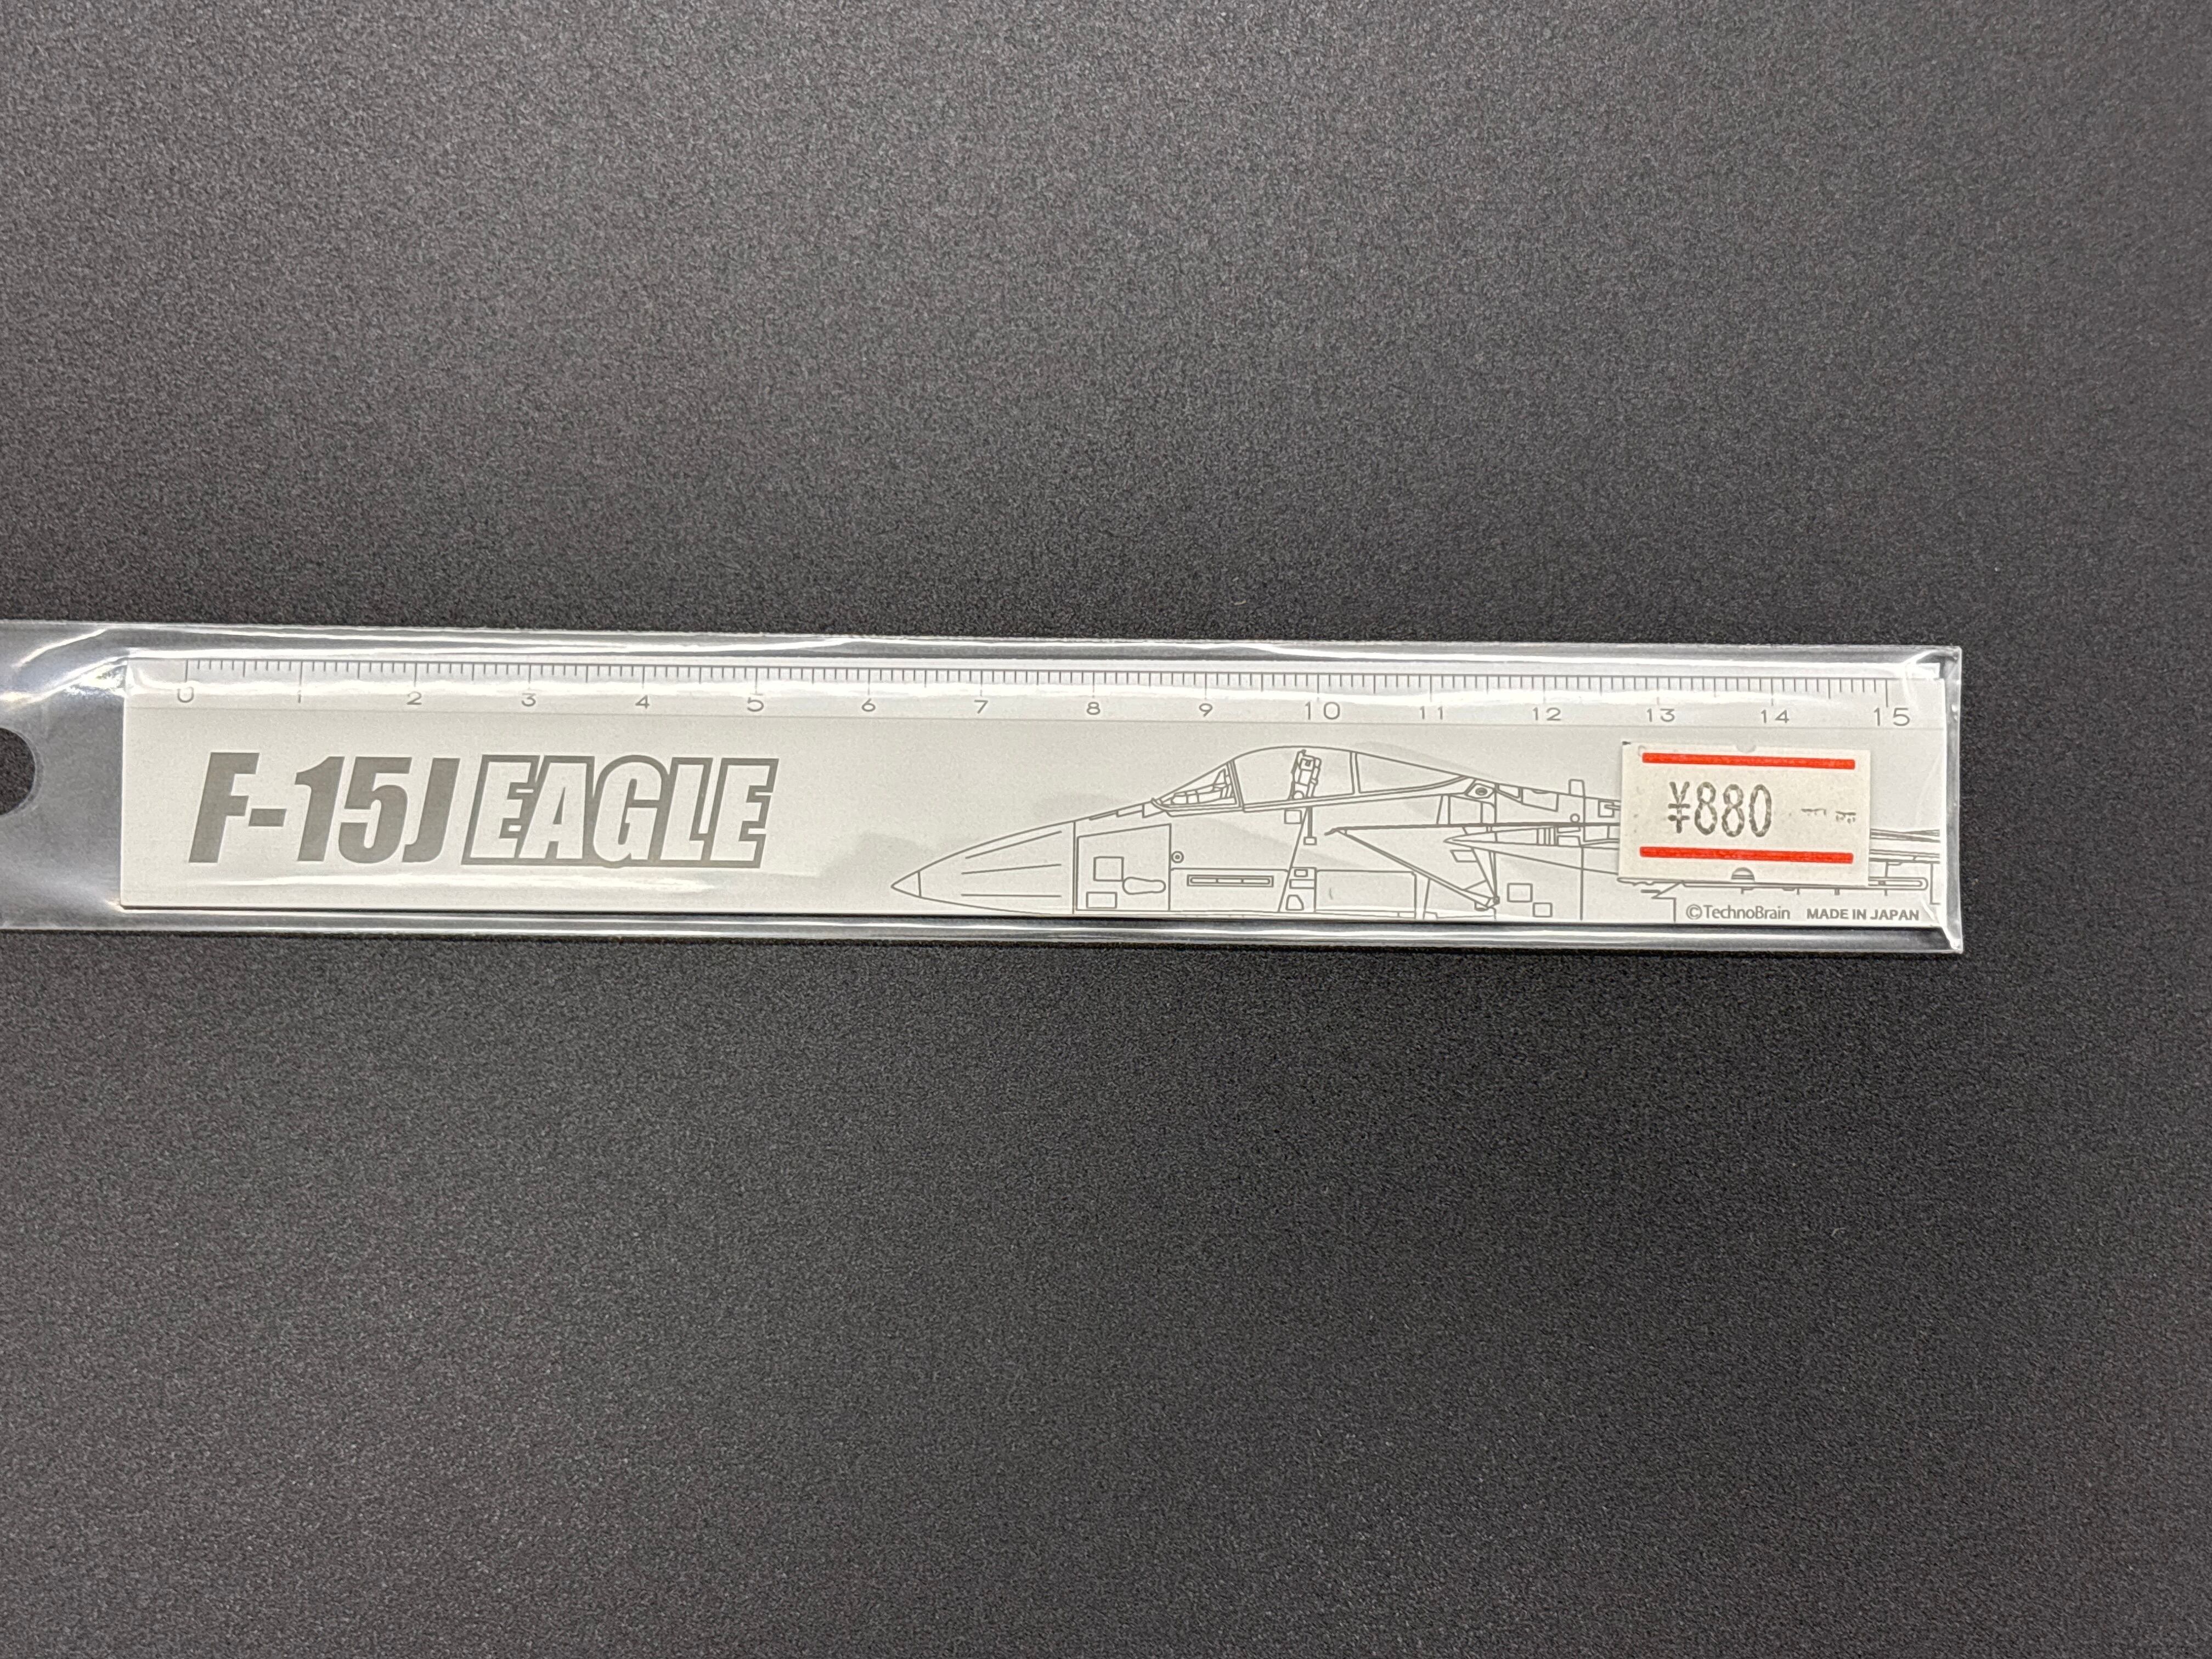 0 1 2 3 4 5 6 7 8 9 10 11 12 13 14 15
F-15J EAGLE
¥880
©TechnoBrain MADE IN JAPAN